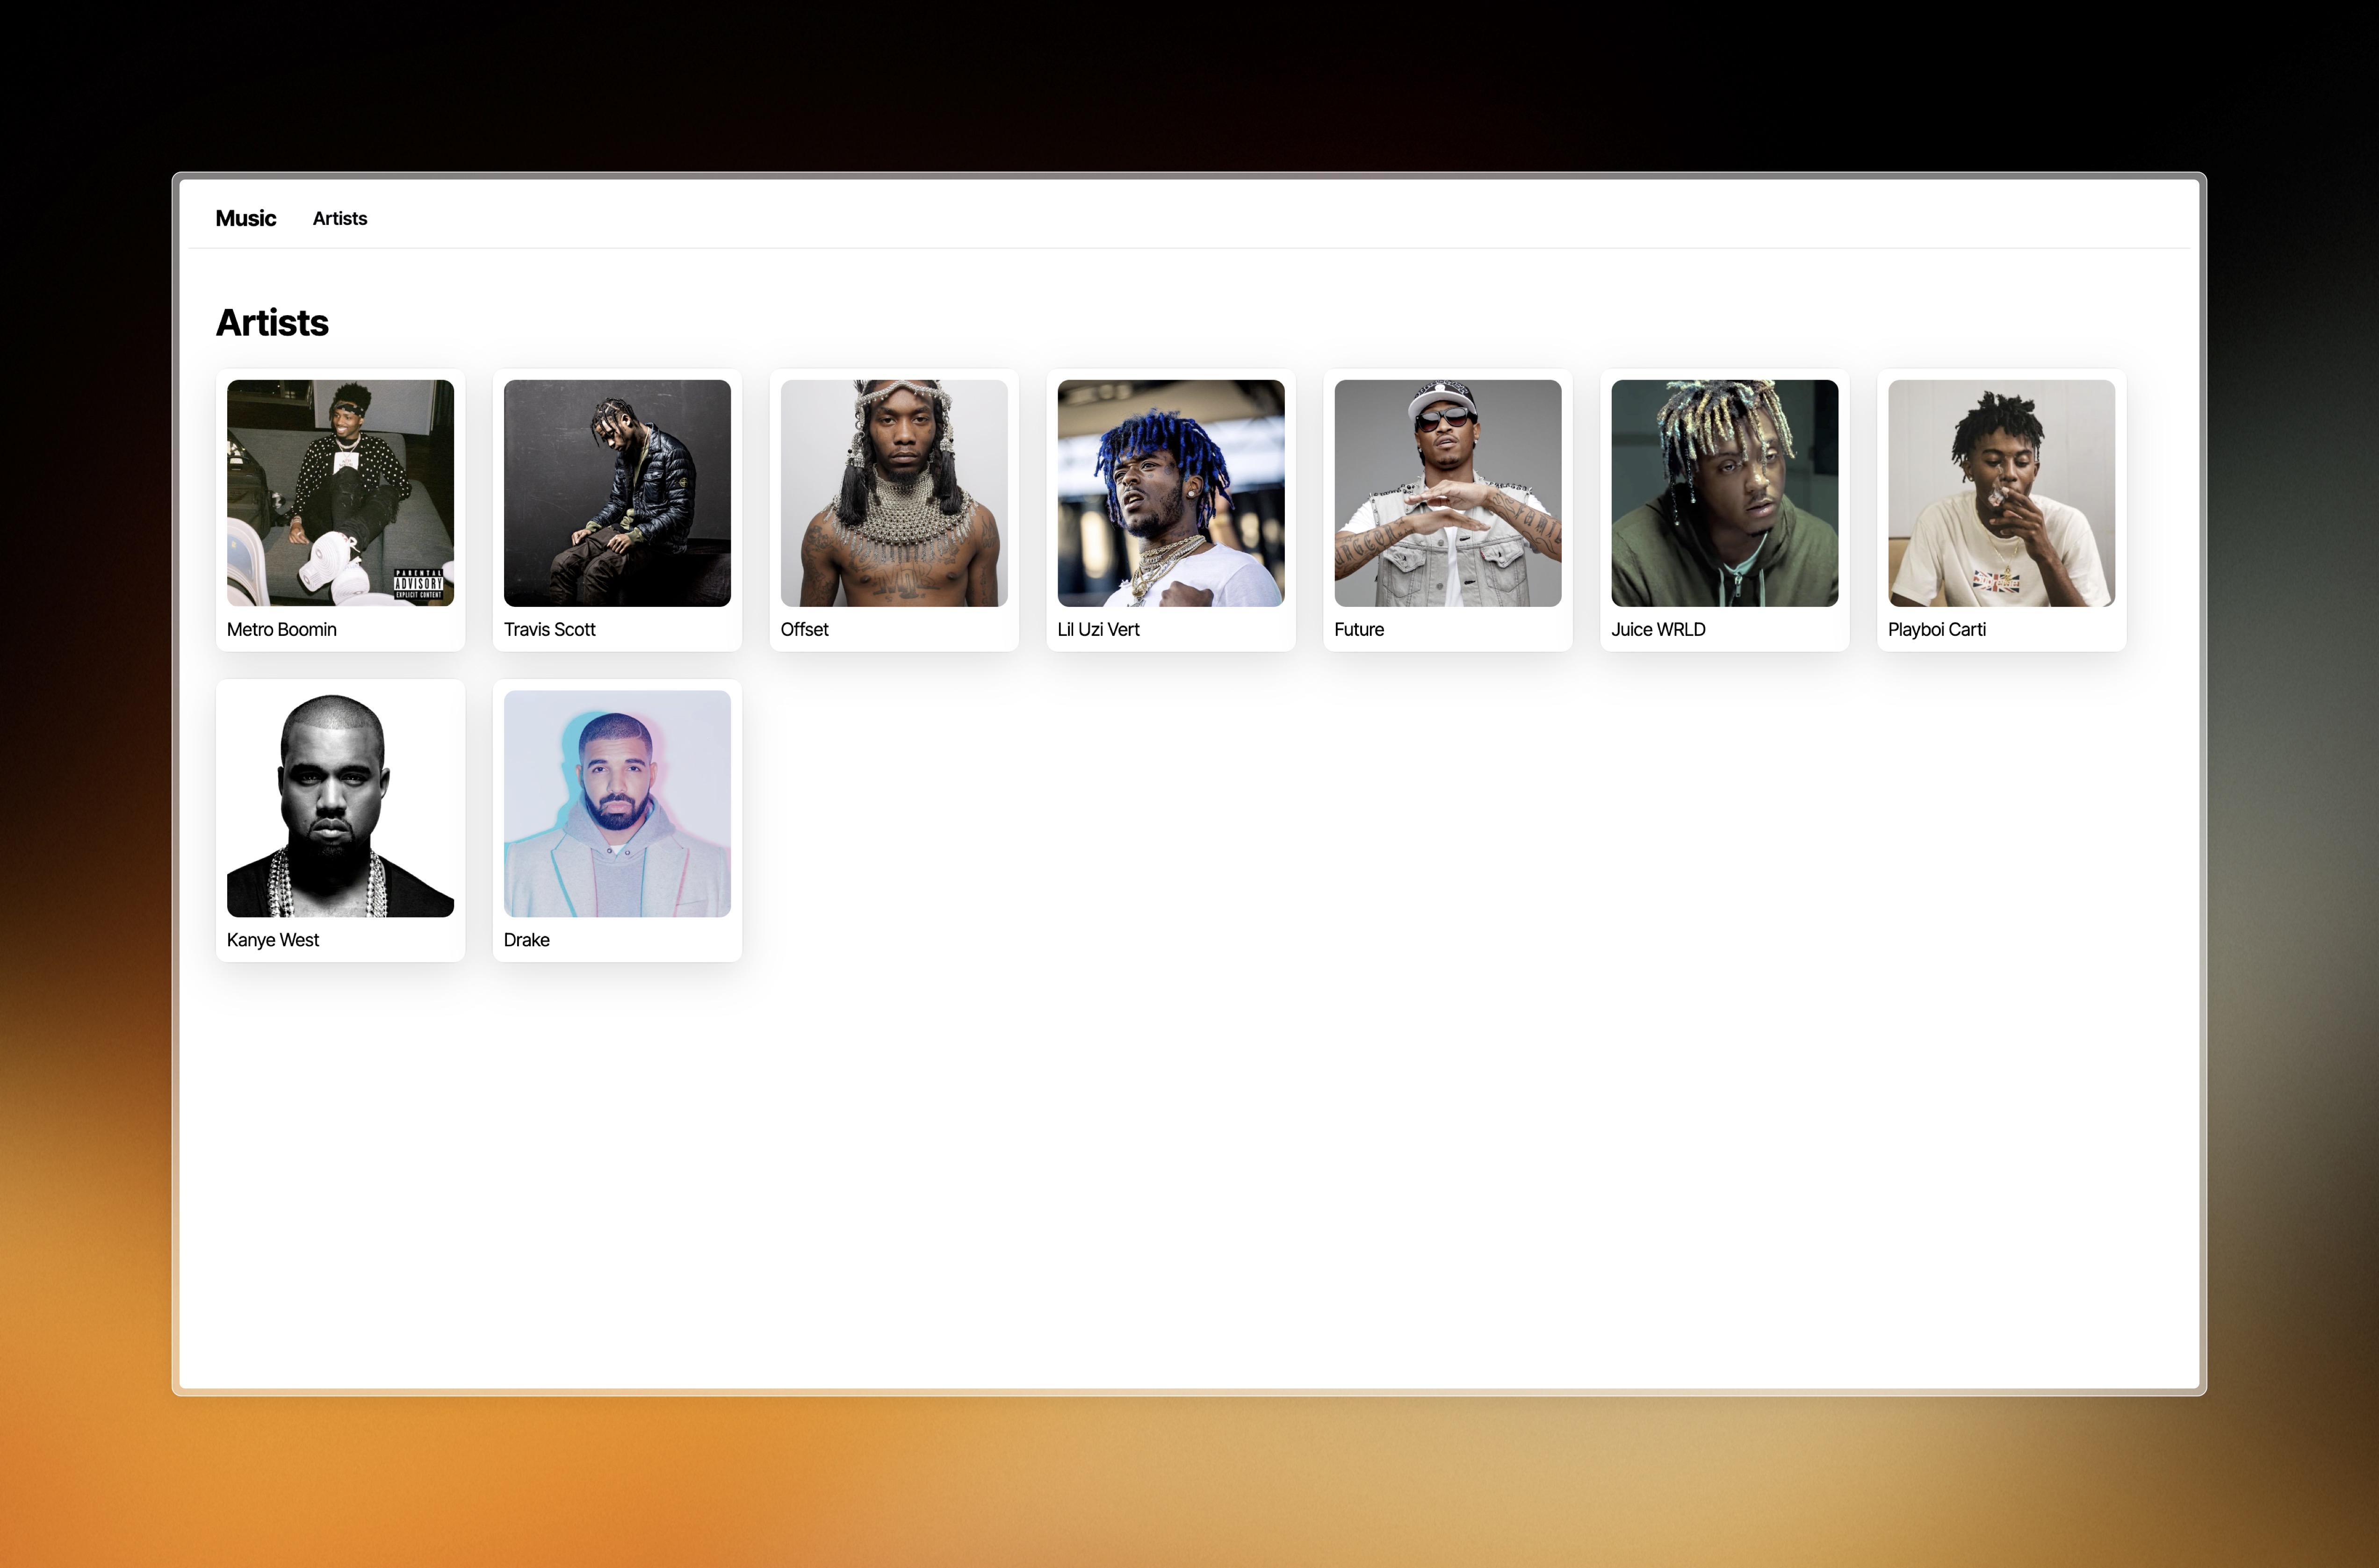 Music Artists
Artists
PARENTAL
ADVISORY
EXPLICIT CONTENT
Metro Boomin
Travis Scott
Offset
Lil Uzi Vert
Future
Juice WRLD
Playboi Carti
Kanye West
Drake